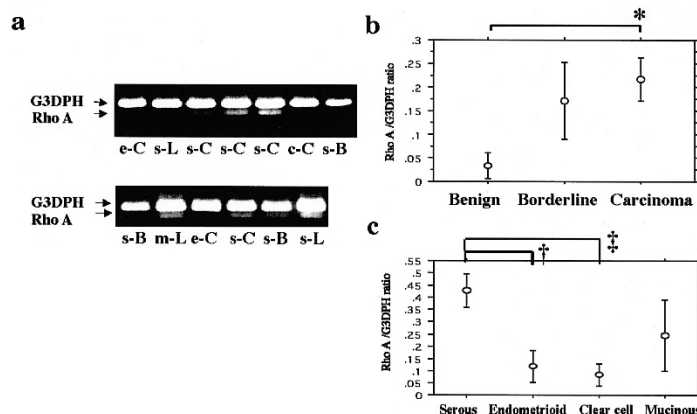 a
G3DPH
Rho A
e-C s-L s-C s-C s-C c-C s-B
G3DPH
Rho A
s-B m-L e-C s-C s-B s-L
b
*
Rho A /G3DPH ratio
.3
.25
.2
.15
.1
.05
0
Benign Borderline Carcinoma
c
†
‡
Rho A /G3DPH ratio
.55
.5
.45
.4
.35
.3
.25
.2
.15
.1
.05
0
Serous Endometrioid Clear cell Mucinous